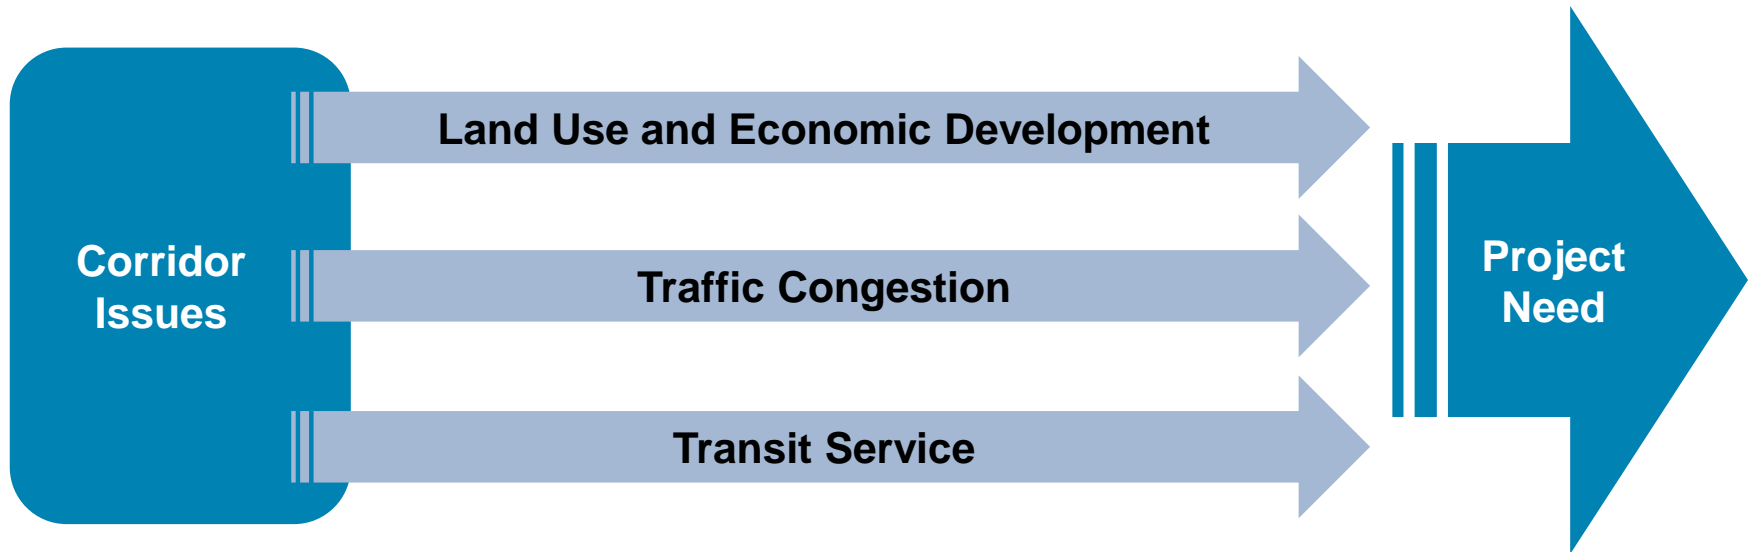 Corridor
Issues
Land Use and Economic Development
Traffic Congestion
Transit Service
Project
Need